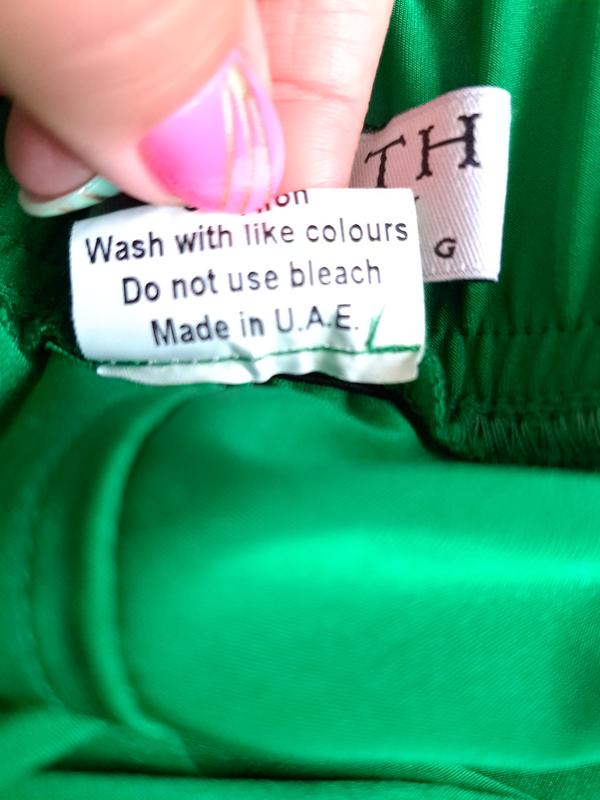 Wash with like colours
Do not use bleach
Made in U.A.E.
TH
G